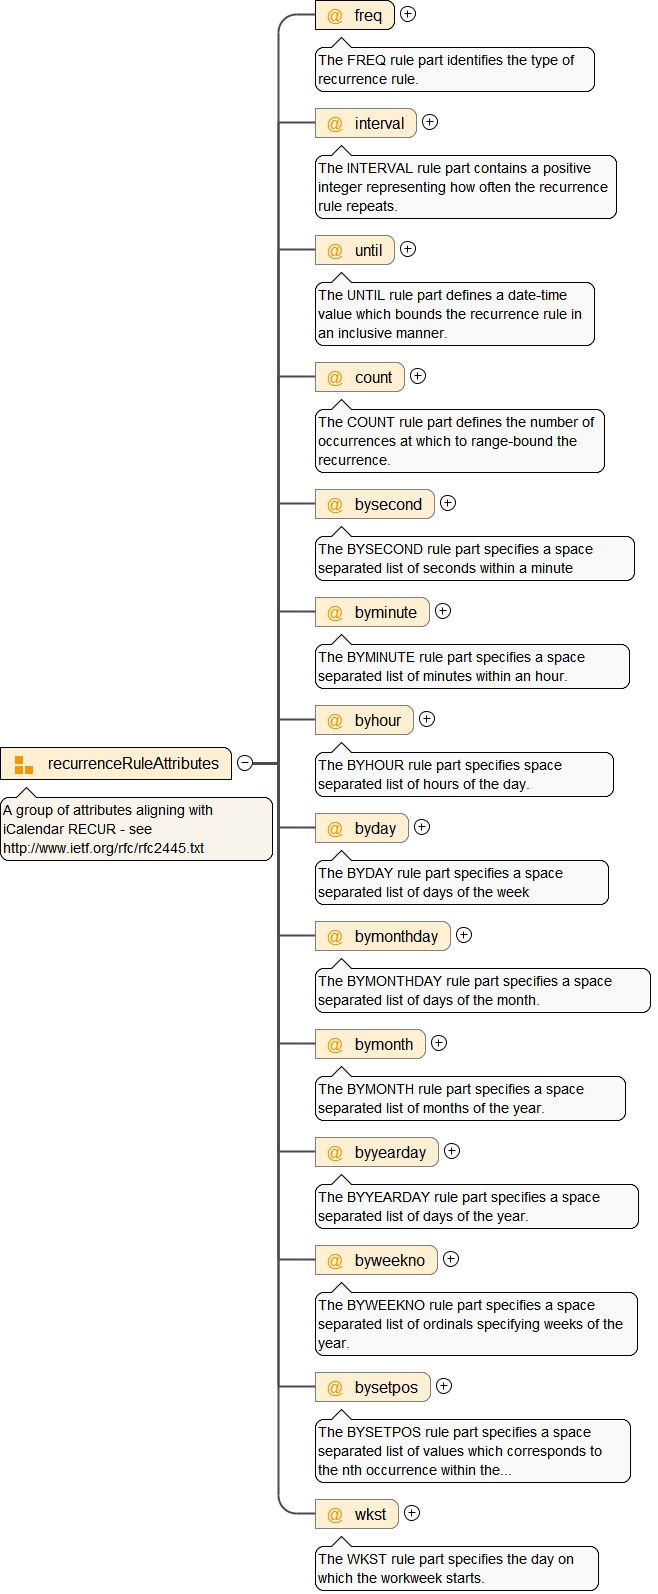 @ freq
The FREQ rule part identifies the type of
recurrence rule.
@ interval
The INTERVAL rule part contains a positive
integer representing how often the recurrence
rule repeats.
@ until
The UNTIL rule part defines a date-time
value which bounds the recurrence rule in
an inclusive manner.
@ count
The COUNT rule part defines the number of
occurrences at which to range-bound the
recurrence.
@ bysecond
The BYSECOND rule part specifies a space
separated list of seconds within a minute
@ byminute
The BYMINUTE rule part specifies a space
separated list of minutes within an hour.
@ byhour
The BYHOUR rule part specifies space
separated list of hours of the day.
recurrenceRuleAttributes
A group of attributes aligning with
iCalendar RECUR - see
http://www.ietf.org/rfc/rfc2445.txt
@ byday
The BYDAY rule part specifies a space
separated list of days of the week
@ bymonthday
The BYMONTHDAY rule part specifies a space
separated list of days of the month.
@ bymonth
The BYMONTH rule part specifies a space
separated list of months of the year.
@ byyearday
The BYYEARDAY rule part specifies a space
separated list of days of the year.
@ byweekno
The BYWEEKNO rule part specifies a space
separated list of ordinals specifying weeks of the
year.
@ bysetpos
The BYSETPOS rule part specifies a space
separated list of values which corresponds to
the nth occurrence within the...
@ wkst
The WKST rule part specifies the day on
which the workweek starts.